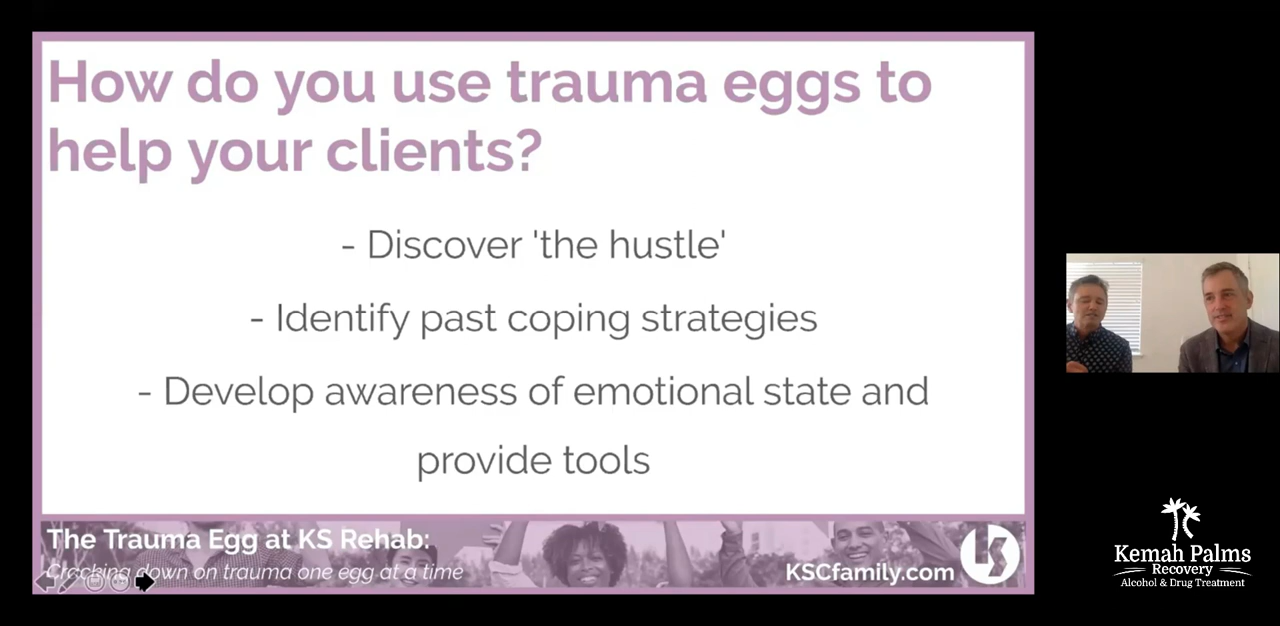 How do you use trauma eggs to
help your clients?
- Discover 'the hustle'
- Identify past coping strategies
- Develop awareness of emotional state and
provide tools
The Trauma Egg at KS Rehab:
Cracking down on trauma one egg at a time
KSCfamily.com
KS
Kemah Palms
Recovery
Alcohol & Drug Treatment